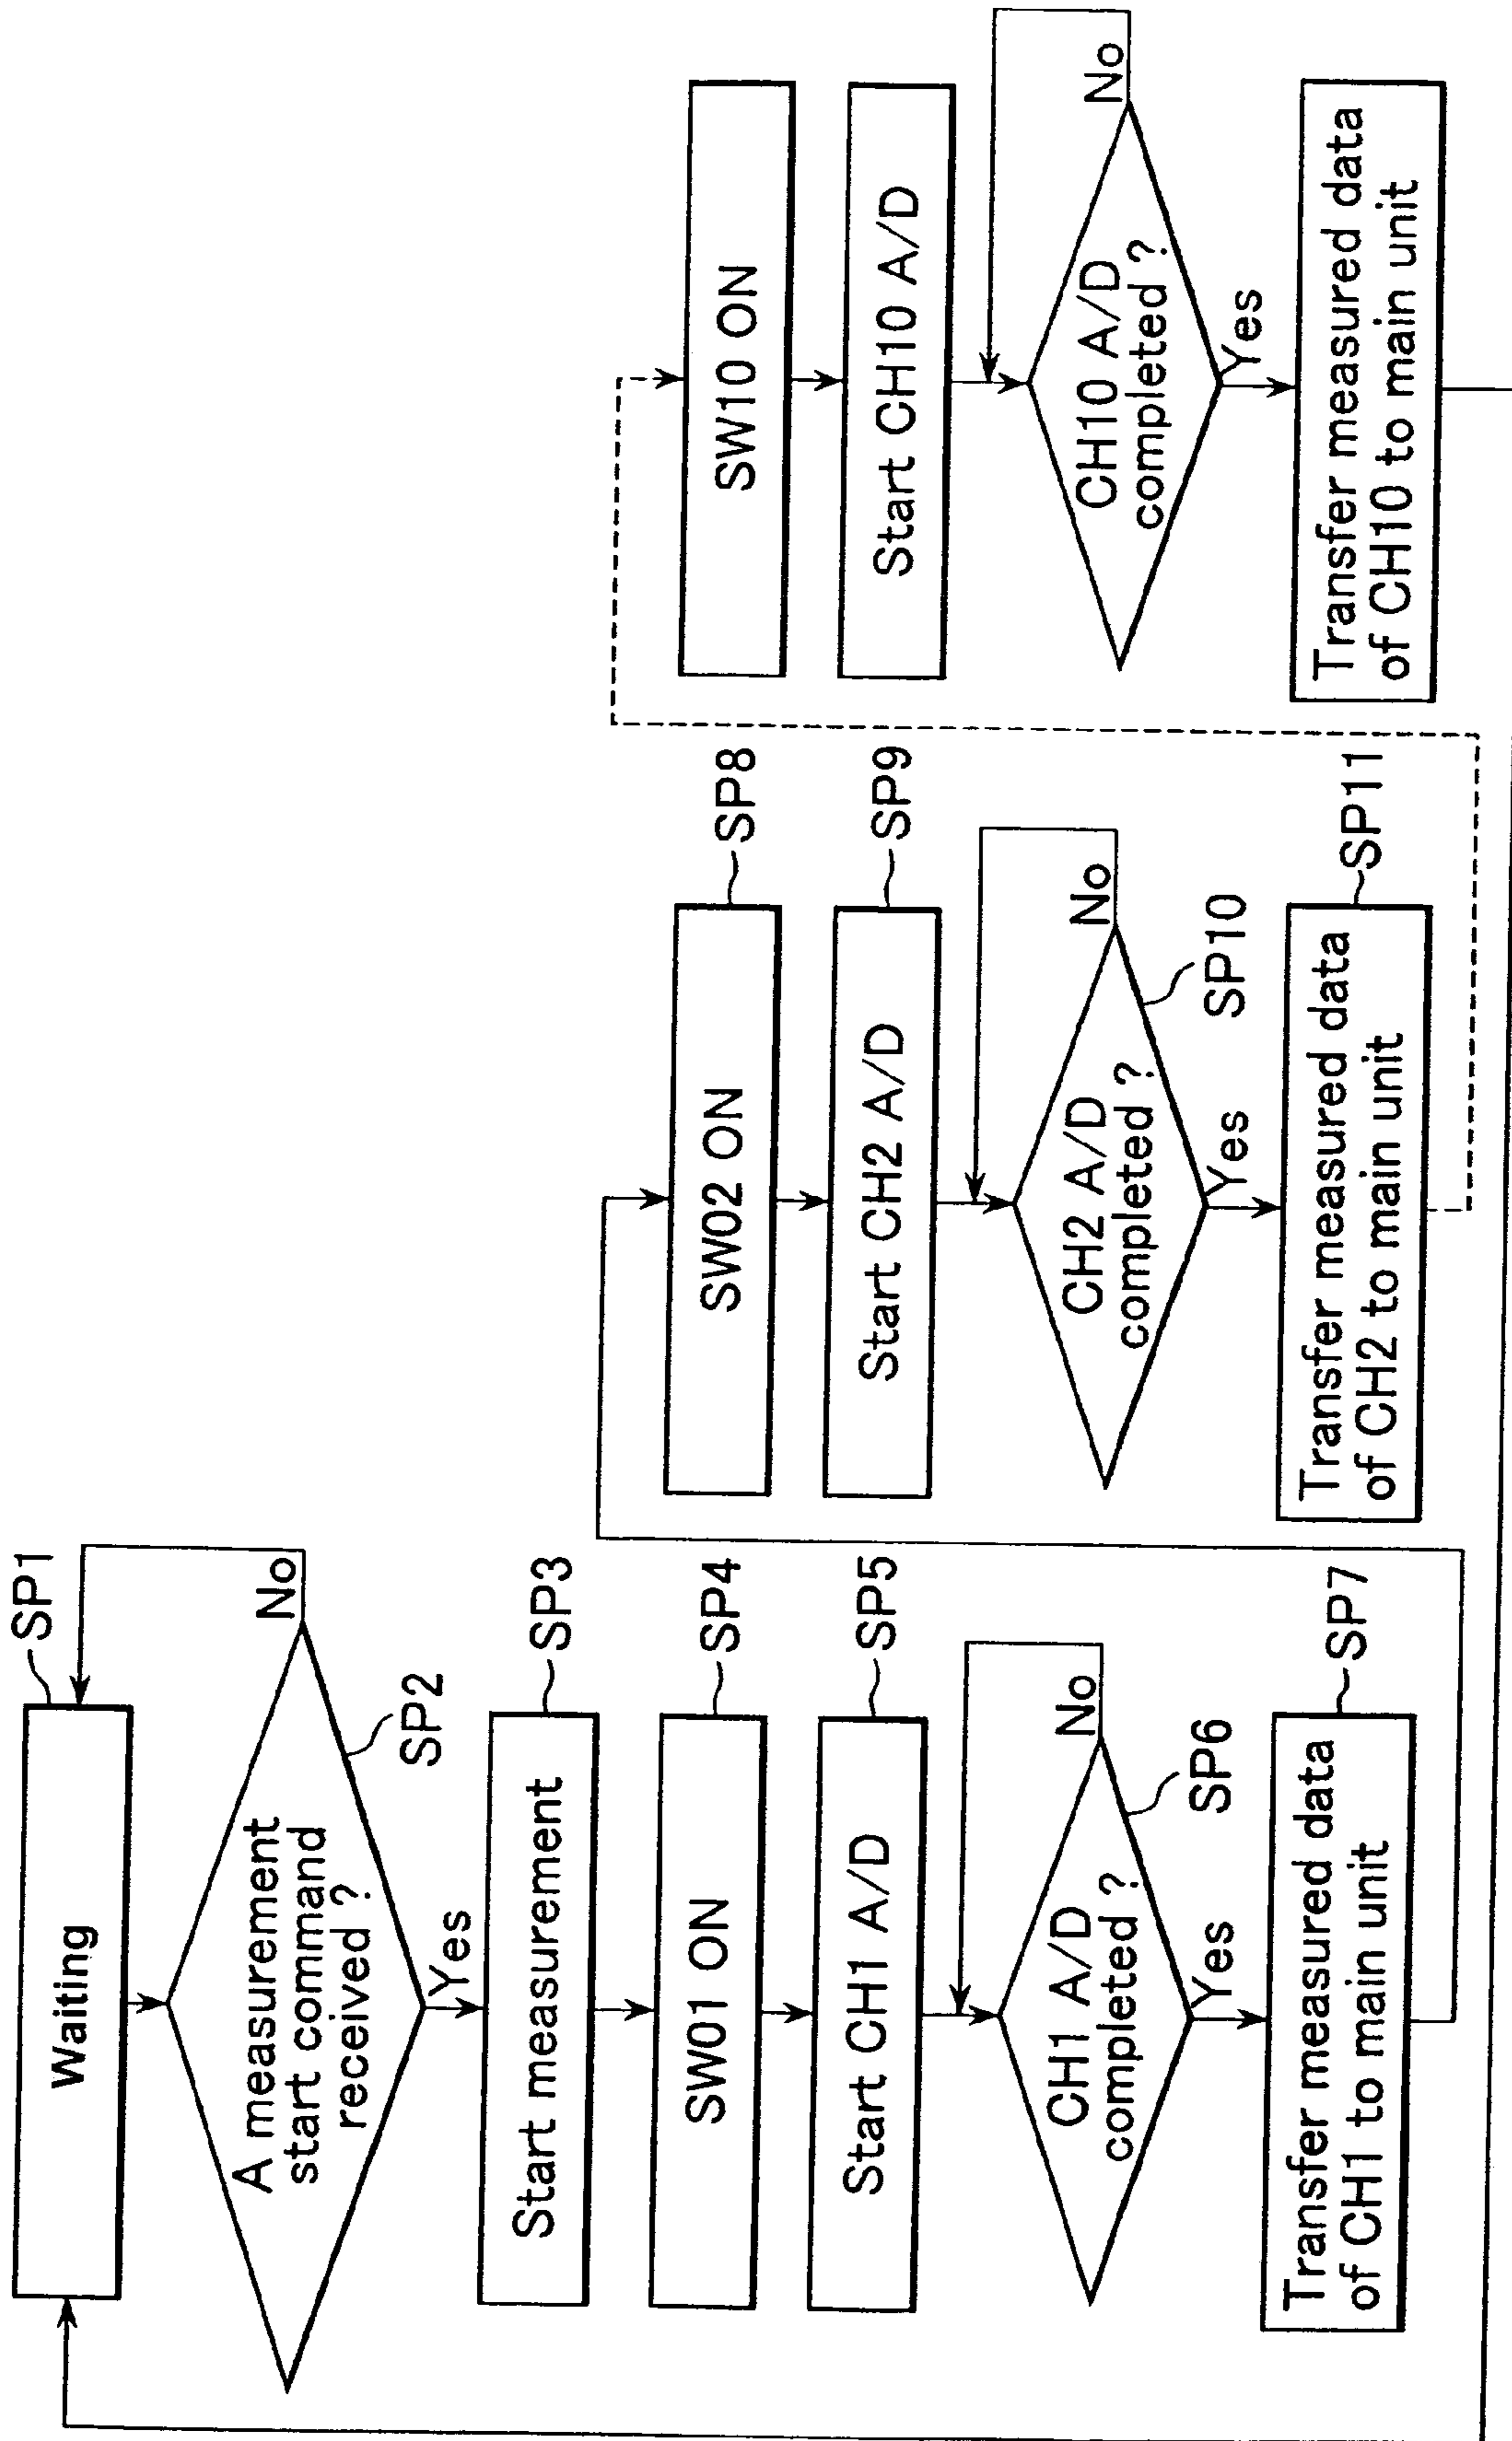 Waiting
SP1
A measurement
start command
received ?
No
SP2
Yes
Start measurement
SP3
SW01 ON
SP4
Start CH1 A/D
SP5
CH1 A/D
completed ?
No
SP6
Yes
Transfer measured data
of CH1 to main unit
SP7
SW02 ON
SP8
Start CH2 A/D
SP9
CH2 A/D
completed ?
No
SP10
Yes
Transfer measured data
of CH2 to main unit
SP11
SW10 ON
Start CH10 A/D
CH10 A/D
completed ?
No
Yes
Transfer measured data
of CH10 to main unit